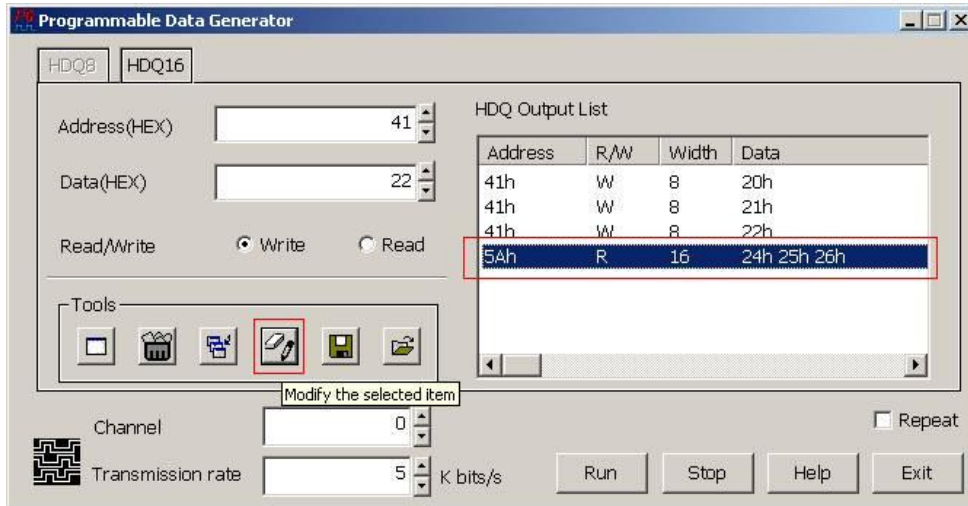 Programmable Data Generator
HDQ8 HDQ16
Address(HEX) 41
Data(HEX) 22
Read/Write Write Read
Tools
Modify the selected item
HDQ Output List
Address R/W Width Data
41h W 8 20h
41h W 8 21h
41h W 8 22h
5Ah R 16 24h 25h 26h
Channel 0
Repeat
Transmission rate 5 K bits/s
Run Stop Help Exit